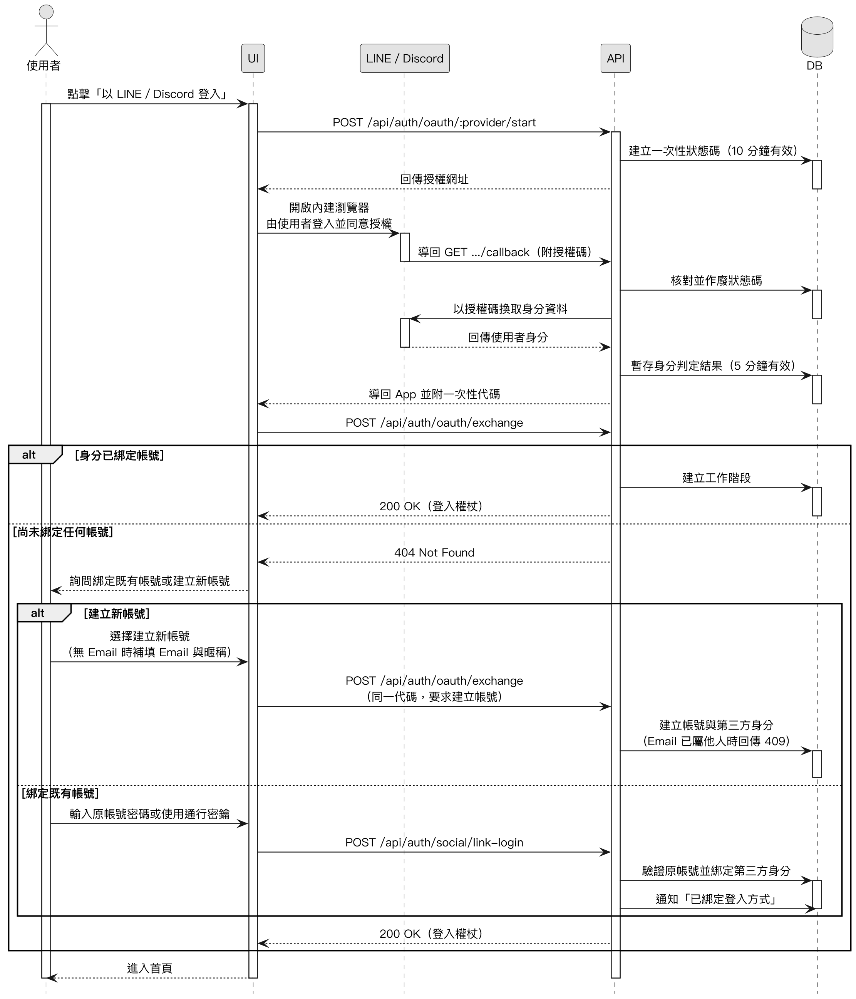 使用者
UI
LINE / Discord
API
DB
點擊「以 LINE / Discord 登入」
POST /api/auth/oauth/:provider/start
建立一次性狀態碼（10 分鐘有效）
回傳授權網址
開啟內建瀏覽器
由使用者登入並同意授權
導回 GET .../callback（附授權碼）
核對並作廢狀態碼
以授權碼換取身分資料
回傳使用者身分
暫存身分判定結果（5 分鐘有效）
導回 App 並附一次性代碼
POST /api/auth/oauth/exchange
alt [身分已綁定帳號]
建立工作階段
200 OK（登入權杖）
[尚未綁定任何帳號]
404 Not Found
詢問綁定既有帳號或建立新帳號
alt [建立新帳號]
選擇建立新帳號
（無 Email 時補填 Email 與暱稱）
POST /api/auth/oauth/exchange
（同一代碼，要求建立帳號）
建立帳號與第三方身分
（Email 已屬他人時回傳 409）
[綁定既有帳號]
輸入原帳號密碼或使用通行密鑰
POST /api/auth/social/link-login
驗證原帳號並綁定第三方身分
通知「已綁定登入方式」
200 OK（登入權杖）
進入首頁